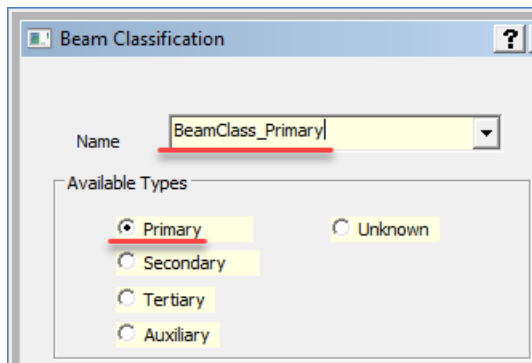 Beam Classification
?
Name
BeamClass_Primary
Available Types
Primary
Unknown
Secondary
Tertiary
Auxiliary